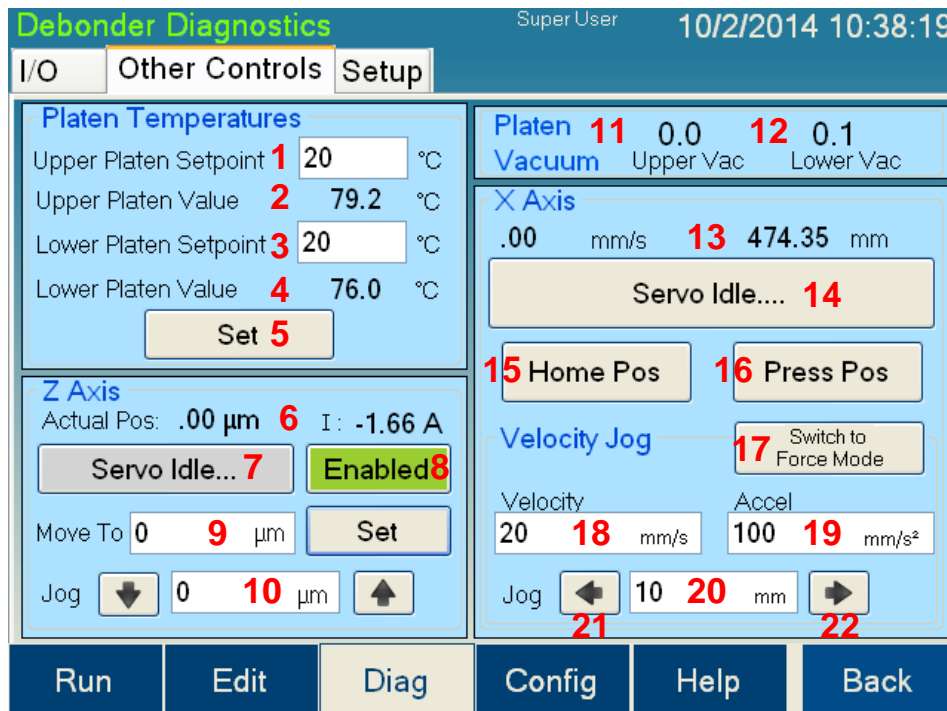 Debonder Diagnostics Super User 10/2/2014 10:38:19
I/O Other Controls Setup
Platen Temperatures
Upper Platen Setpoint 1 20 °C
Upper Platen Value 2 79.2 °C
Lower Platen Setpoint 3 20 °C
Lower Platen Value 4 76.0 °C
Set 5
Z Axis
Actual Pos: .00 µm 6 I: -1.66 A
Servo Idle... 7 Enabled 8
Move To 0 9 µm Set
Jog 0 10 µm
Platen 11 0.0 12 0.1
Vacuum Upper Vac Lower Vac
X Axis
.00 mm/s 13 474.35 mm
Servo Idle.... 14
15 Home Pos 16 Press Pos
Velocity Jog 17 Switch to
Force Mode
Velocity Accel
20 18 mm/s 100 19 mm/s²
Jog 10 20 mm
21 22
Run Edit Diag Config Help Back